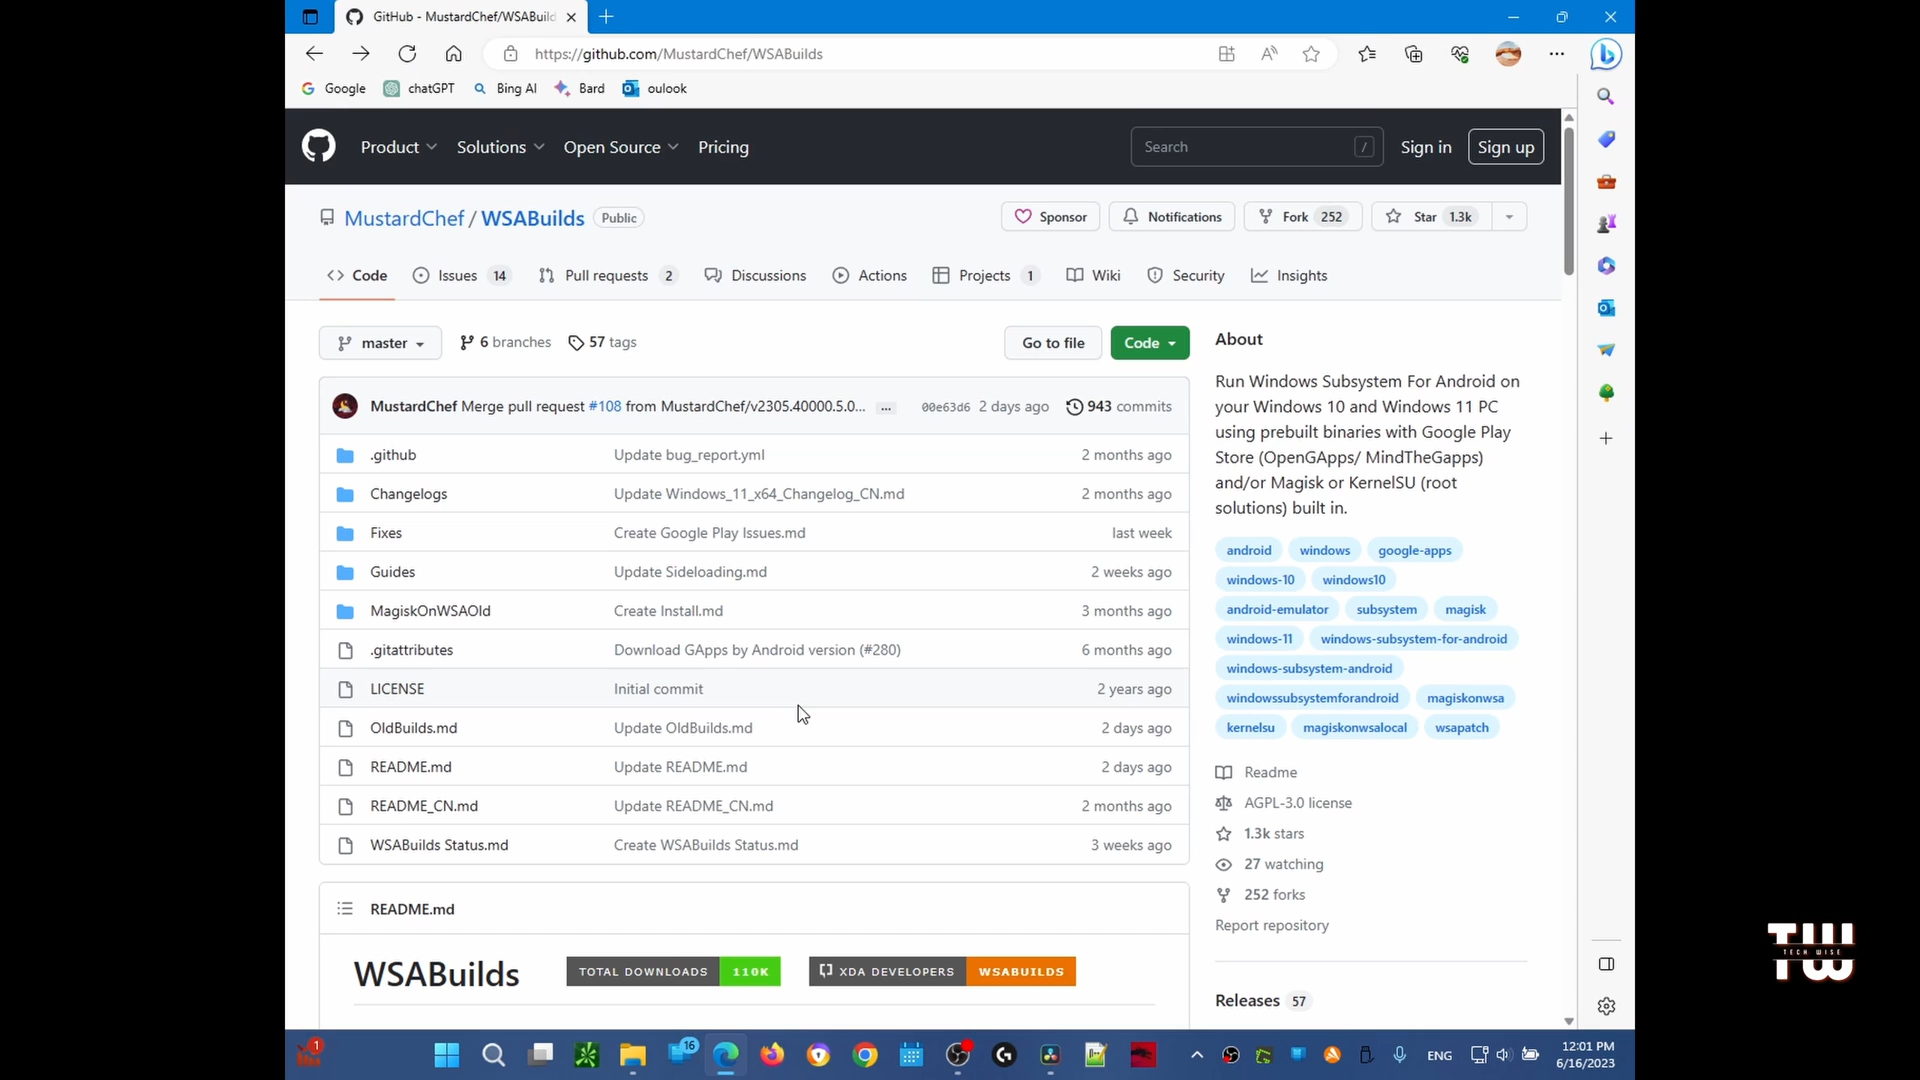 GitHub - MustardChef/WSABuild
https://github.com/MustardChef/WSABuilds
Google chatGPT Bing AI Bard oulook
Product Solutions Open Source Pricing Search / Sign in Sign up
MustardChef / WSABuilds Public Sponsor Notifications Fork 252 Star 1.3k
Code Issues 14 Pull requests 2 Discussions Actions Projects 1 Wiki Security Insights
master 6 branches 57 tags Go to file Code
MustardChef Merge pull request #108 from MustardChef/v2305.40000.5.0... ... 00e63d6 2 days ago 943 commits
.github Update bug_report.yml 2 months ago
Changelogs Update Windows_11_x64_Changelog_CN.md 2 months ago
Fixes Create Google Play Issues.md last week
Guides Update Sideloading.md 2 weeks ago
MagiskOnWSAOld Create Install.md 3 months ago
.gitattributes Download GApps by Android version (#280) 6 months ago
LICENSE Initial commit 2 years ago
OldBuilds.md Update OldBuilds.md 2 days ago
README.md Update README.md 2 days ago
README_CN.md Update README_CN.md 2 months ago
WSABuilds Status.md Create WSABuilds Status.md 3 weeks ago
README.md
WSABuilds TOTAL DOWNLOADS 110K XDA DEVELOPERS WSABUILDS
About
Run Windows Subsystem For Android on
your Windows 10 and Windows 11 PC
using prebuilt binaries with Google Play
Store (OpenGApps/ MindTheGapps)
and/or Magisk or KernelSU (root
solutions) built in.
android windows google-apps
windows-10 windows10
android-emulator subsystem magisk
windows-11 windows-subsystem-for-android
windows-subsystem-android
windowssubsystemforandroid magiskonwsa
kernelsu magiskonwsalocal wsapatch
Readme
AGPL-3.0 license
1.3k stars
27 watching
252 forks
Report repository
Releases 57
TW
TECH WISE
1
16
ENG
12:01 PM
6/16/2023